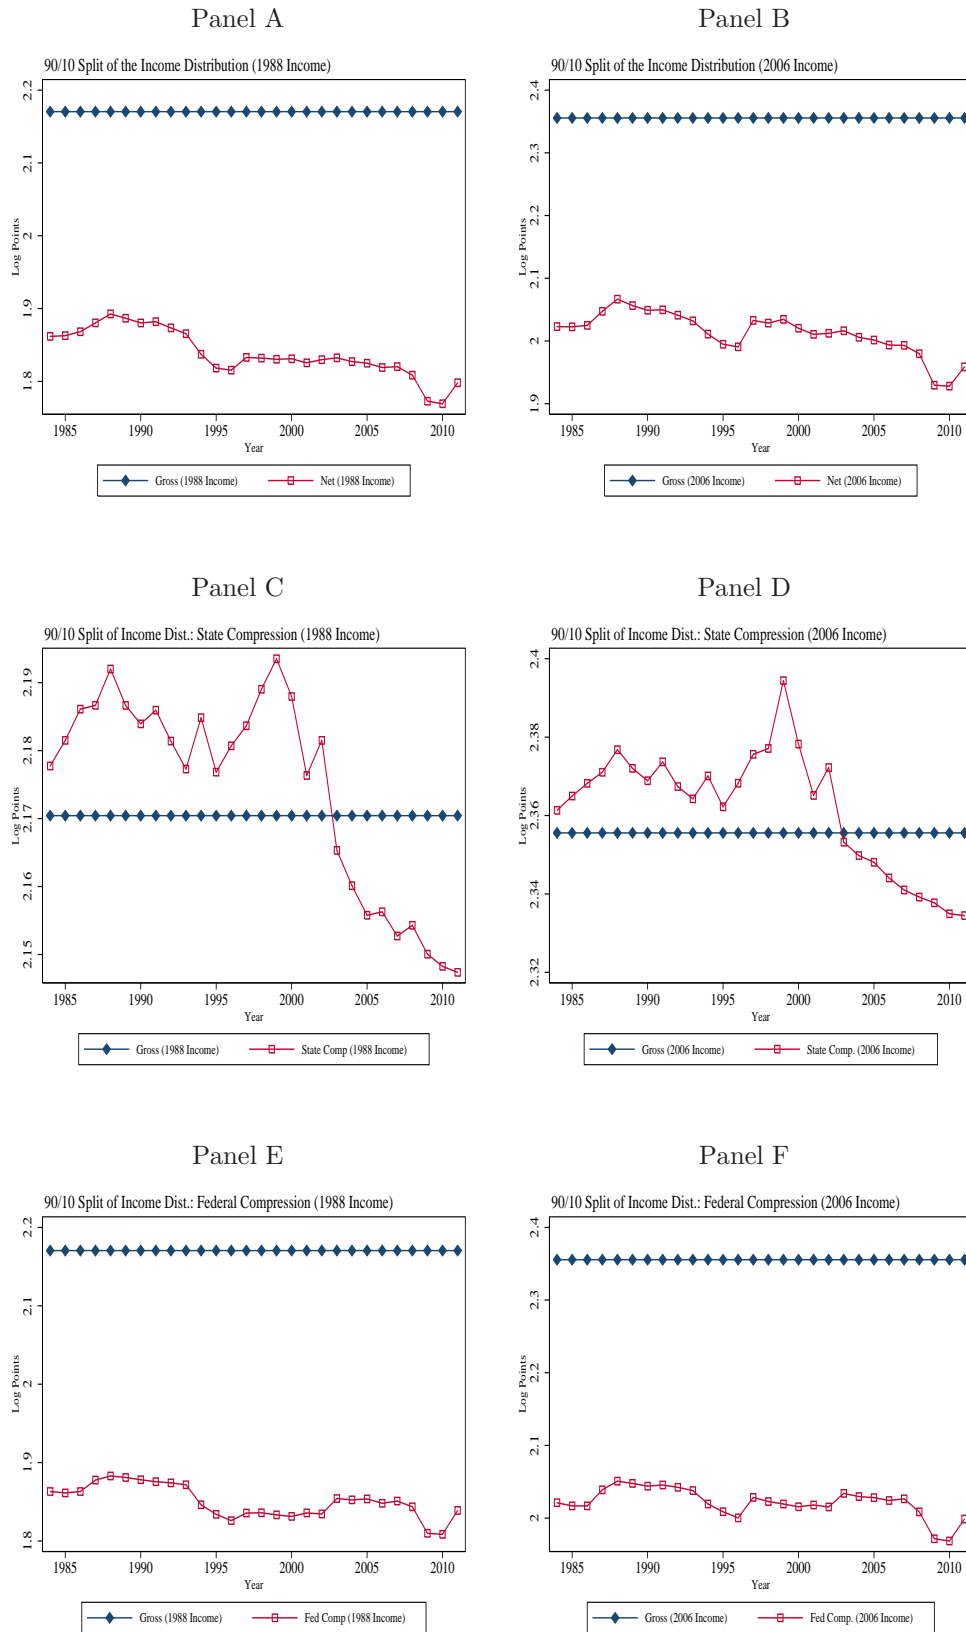 Panel A
90/10 Split of the Income Distribution (1988 Income)
Log Points
2.2
2.1
2
1.9
1.8
1985 1990 1995 2000 2005 2010
Year
Gross (1988 Income) Net (1988 Income)
Panel B
90/10 Split of the Income Distribution (2006 Income)
Log Points
2.4
2.3
2.2
2.1
2
1.9
1985 1990 1995 2000 2005 2010
Year
Gross (2006 Income) Net (2006 Income)
Panel C
90/10 Split of Income Dist.: State Compression (1988 Income)
Log Points
2.19
2.18
2.17
2.16
2.15
1985 1990 1995 2000 2005 2010
Year
Gross (1988 Income) State Comp (1988 Income)
Panel D
90/10 Split of Income Dist.: State Compression (2006 Income)
Log Points
2.4
2.38
2.36
2.34
2.32
1985 1990 1995 2000 2005 2010
Year
Gross (2006 Income) State Comp. (2006 Income)
Panel E
90/10 Split of Income Dist.: Federal Compression (1988 Income)
Log Points
2.2
2.1
2
1.9
1.8
1985 1990 1995 2000 2005 2010
Year
Gross (1988 Income) Fed Comp (1988 Income)
Panel F
90/10 Split of Income Dist.: Federal Compression (2006 Income)
Log Points
2.4
2.3
2.2
2.1
2
1985 1990 1995 2000 2005 2010
Year
Gross (2006 Income) Fed Comp. (2006 Income)